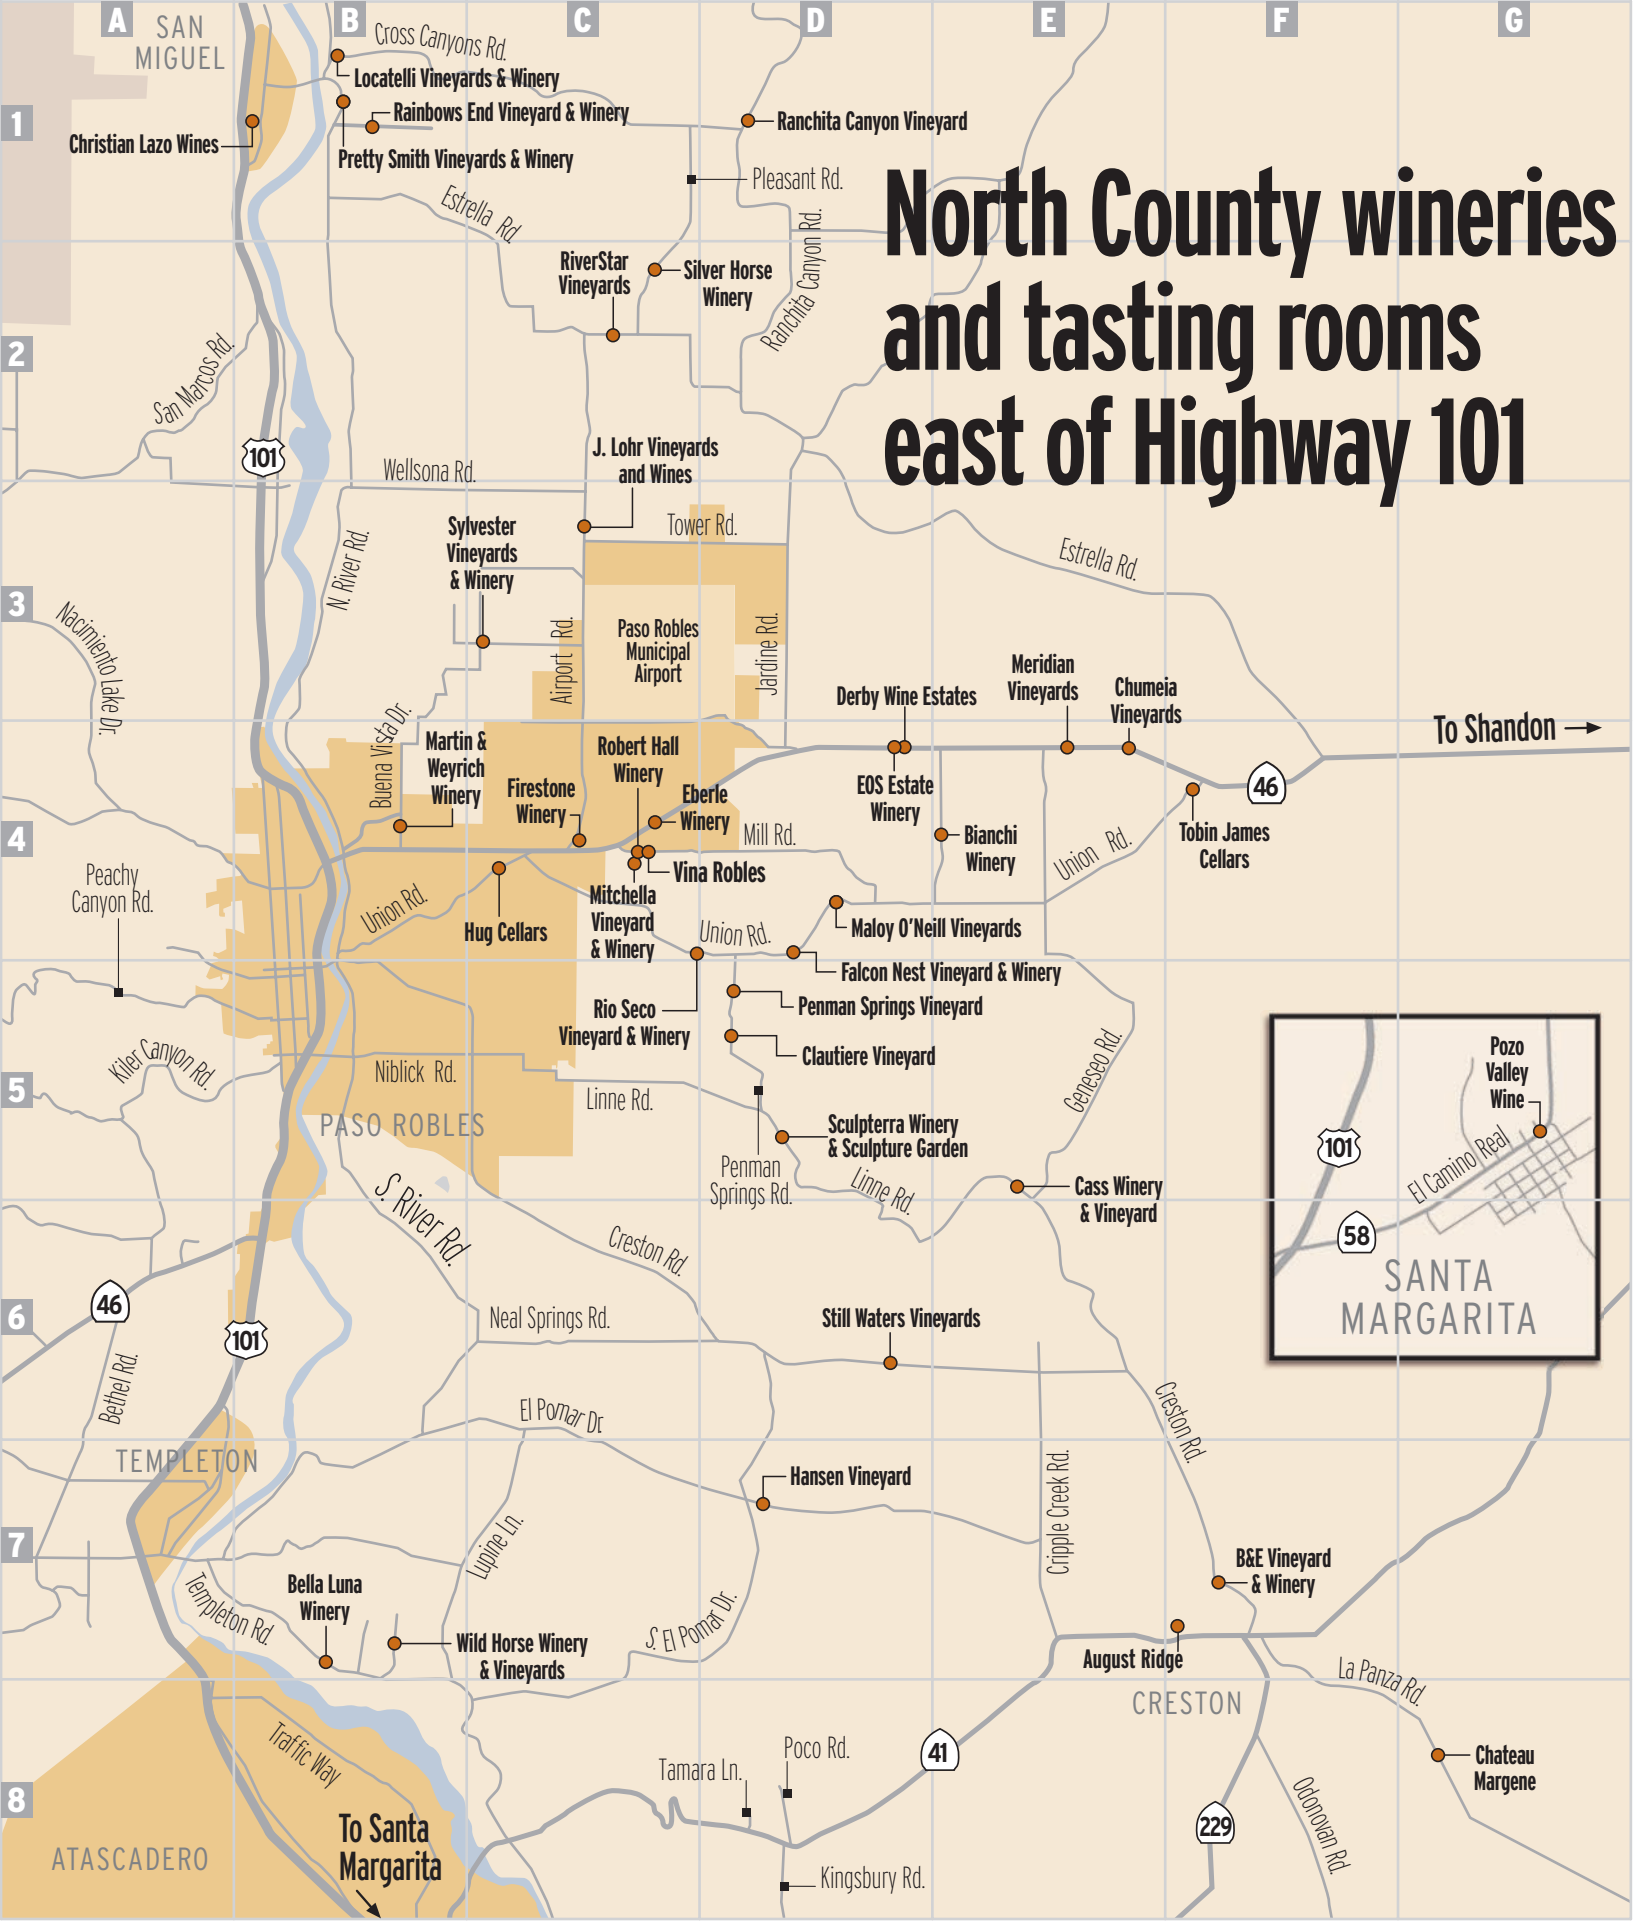 A
B
C
D
E
F
G
1
2
3
4
5
6
7
8
North County wineries
and tasting rooms
east of Highway 101
SAN
MIGUEL
Cross Canyons Rd.
Locatelli Vineyards & Winery
Rainbows End Vineyard & Winery
Christian Lazo Wines
Pretty Smith Vineyards & Winery
Ranchita Canyon Vineyard
Pleasant Rd.
Estrella Rd.
Ranchita Canyon Rd.
RiverStar
Vineyards
Silver Horse
Winery
San Marcos Rd.
101
J. Lohr Vineyards
and Wines
Wellsona Rd.
Tower Rd.
Sylvester
Vineyards
& Winery
N. River Rd.
Estrella Rd.
Nacimiento Lake Dr.
Airport Rd.
Paso Robles
Municipal
Airport
Jardine Rd.
Derby Wine Estates
Meridian
Vineyards
Chumeia
Vineyards
To Shandon
Buena Vista Dr.
Martin &
Weyrich
Winery
Robert Hall
Winery
Firestone
Winery
Eberle
Winery
EOS Estate
Winery
46
Mill Rd.
Bianchi
Winery
Union Rd.
Tobin James
Cellars
Peachy
Canyon Rd.
Union Rd.
Hug Cellars
Vina Robles
Mitchella
Vineyard
& Winery
Union Rd.
Maloy O'Neill Vineyards
Falcon Nest Vineyard & Winery
Rio Seco
Vineyard & Winery
Penman Springs Vineyard
Clautiere Vineyard
Kiler Canyon Rd.
Niblick Rd.
Linne Rd.
Geneseo Rd.
PASO ROBLES
Sculpterra Winery
& Sculpture Garden
Penman
Springs Rd.
Linne Rd.
Cass Winery
& Vineyard
Pozo
Valley
Wine
101
El Camino Real
58
SANTA
MARGARITA
S. River Rd.
Creston Rd.
46
101
Neal Springs Rd.
Still Waters Vineyards
Bethel Rd.
El Pomar Dr.
Creston Rd.
TEMPLETON
Hansen Vineyard
Cripple Creek Rd.
Lupine Ln.
B&E Vineyard
& Winery
Templeton Rd.
Bella Luna
Winery
Wild Horse Winery
& Vineyards
S. El Pomar Dr.
August Ridge
CRESTON
La Panza Rd.
Traffic Way
Tamara Ln.
Poco Rd.
41
Chateau
Margene
229
Odonovan Rd.
ATASCADERO
To Santa
Margarita
Kingsbury Rd.